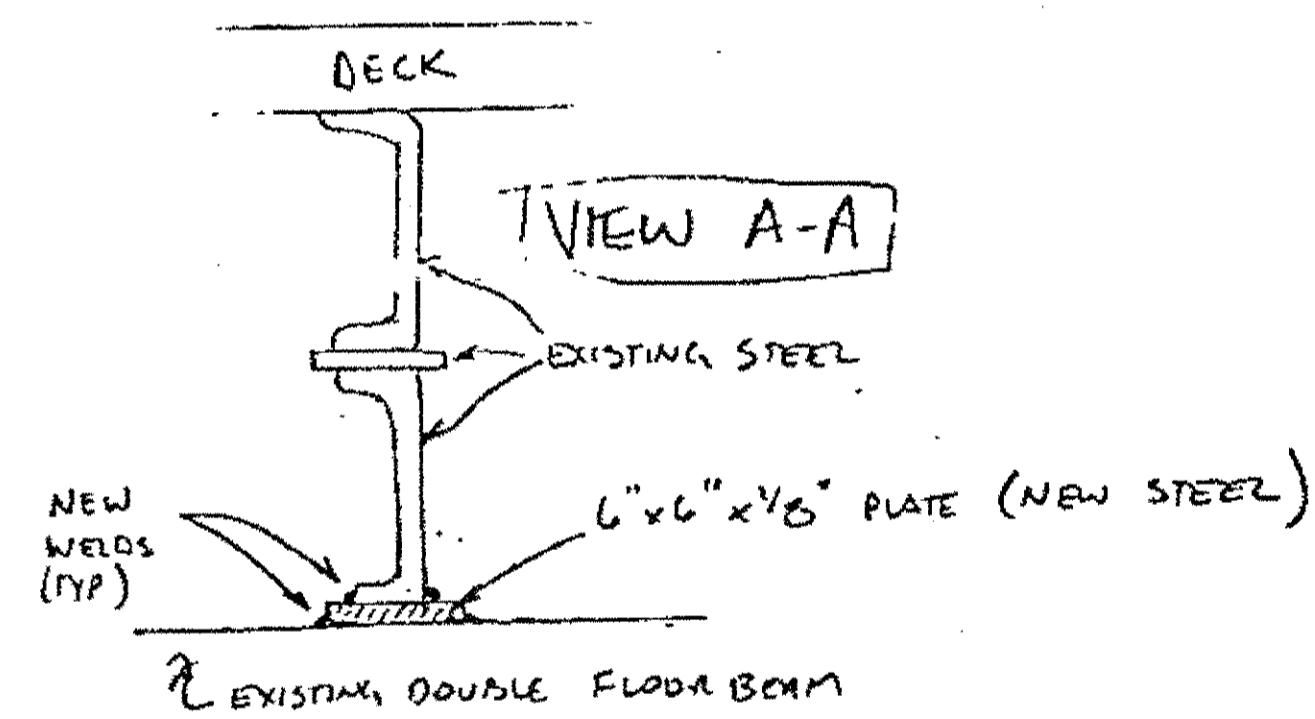 DECK
VIEW A-A
EXISTING STEEL
6"x6"x1/8" PLATE (NEW STEEL)
NEW
WELDS
(TYP)
EXISTING DOUBLE FLOOR BEAM